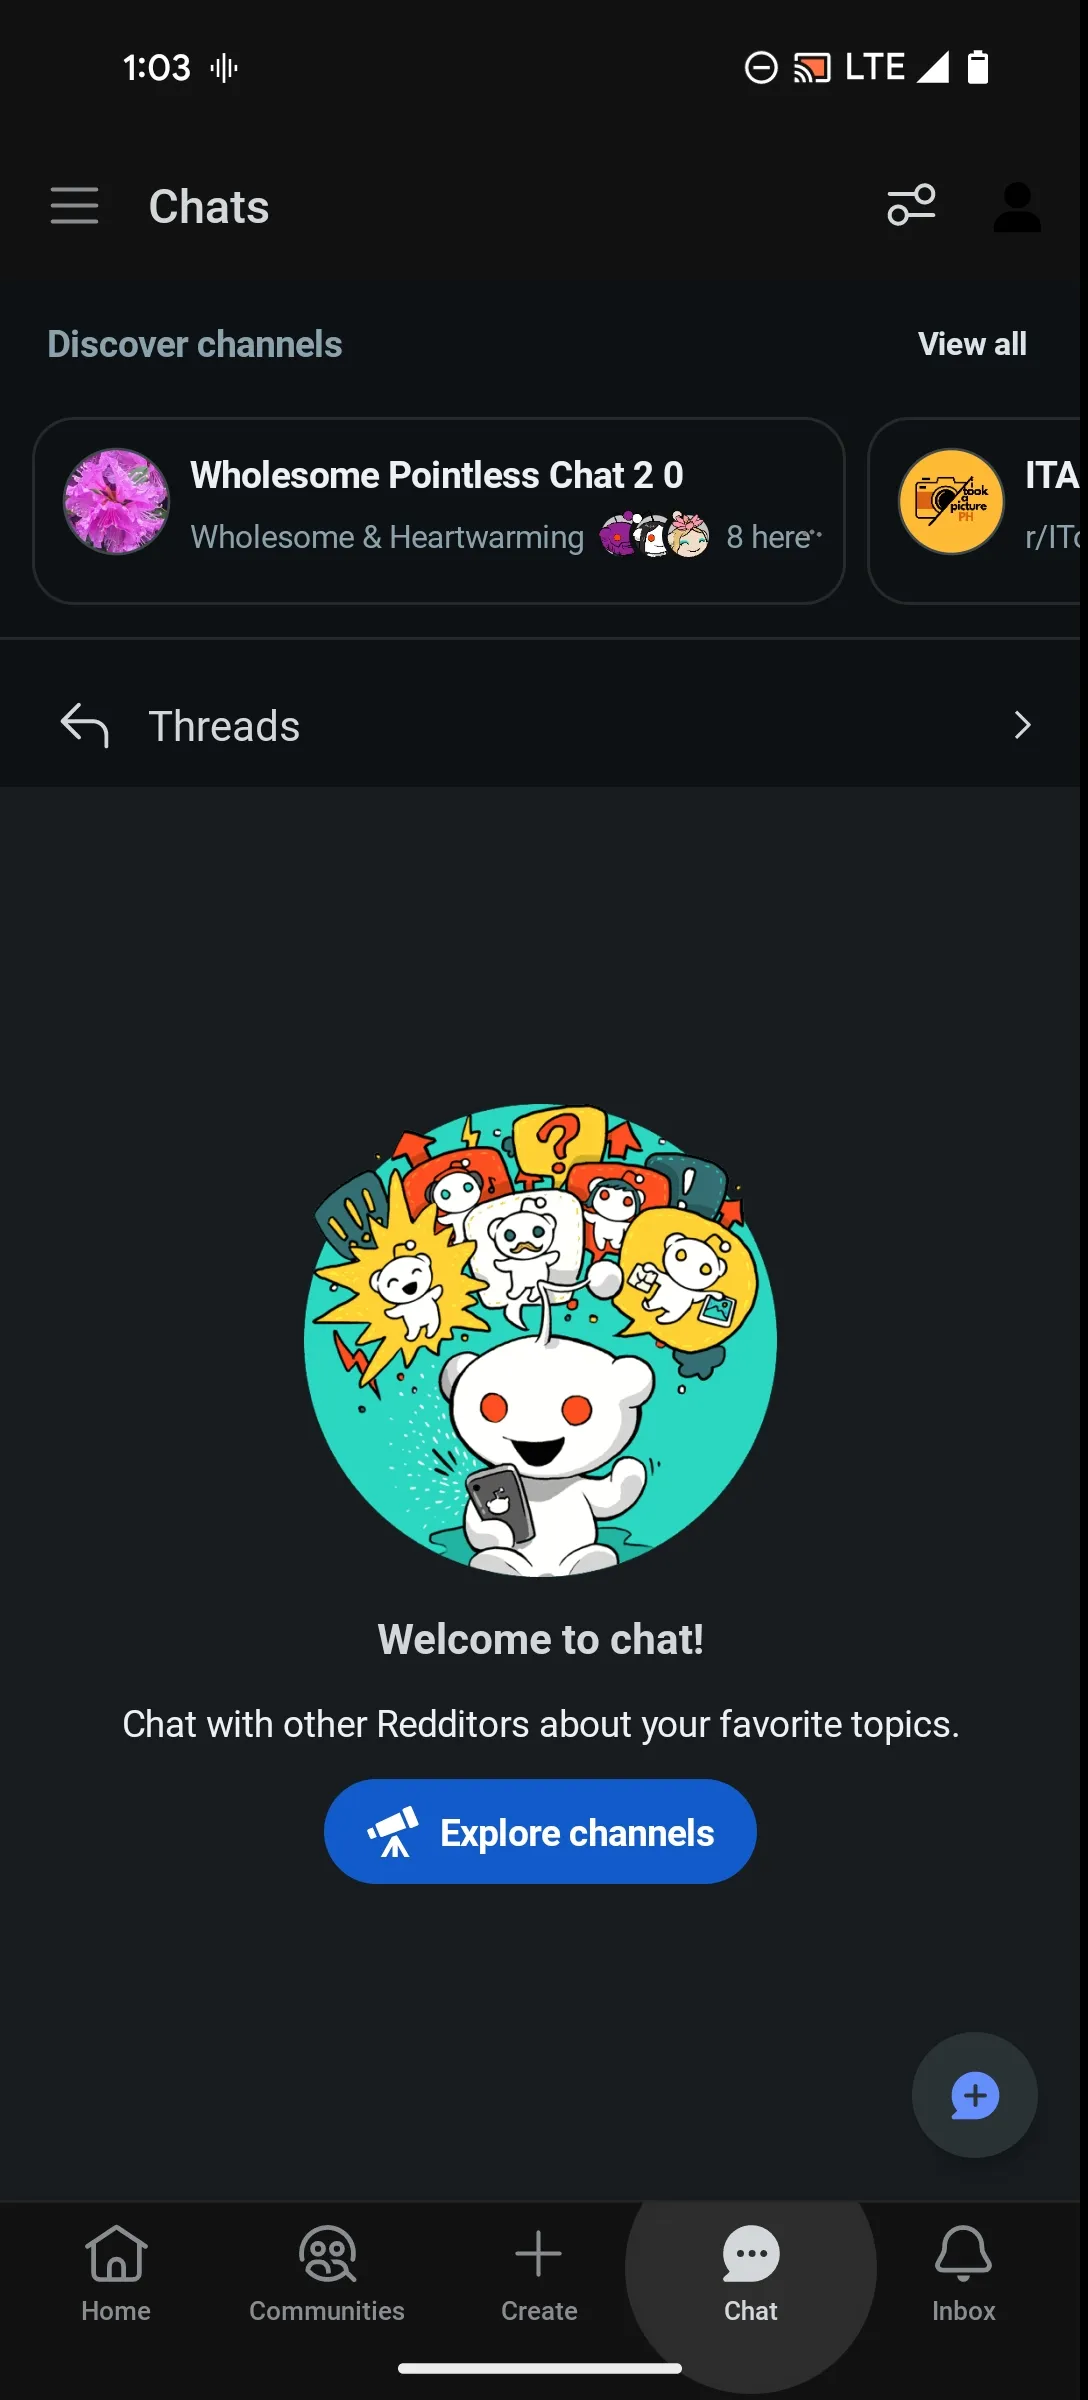 1:03
LTE
Chats
Discover channels
View all
Wholesome Pointless Chat 2 0
Wholesome & Heartwarming
8 here
i took a picture PH
ITA
r/ITo
Threads
Welcome to chat!
Chat with other Redditors about your favorite topics.
Explore channels
Home
Communities
Create
Chat
Inbox